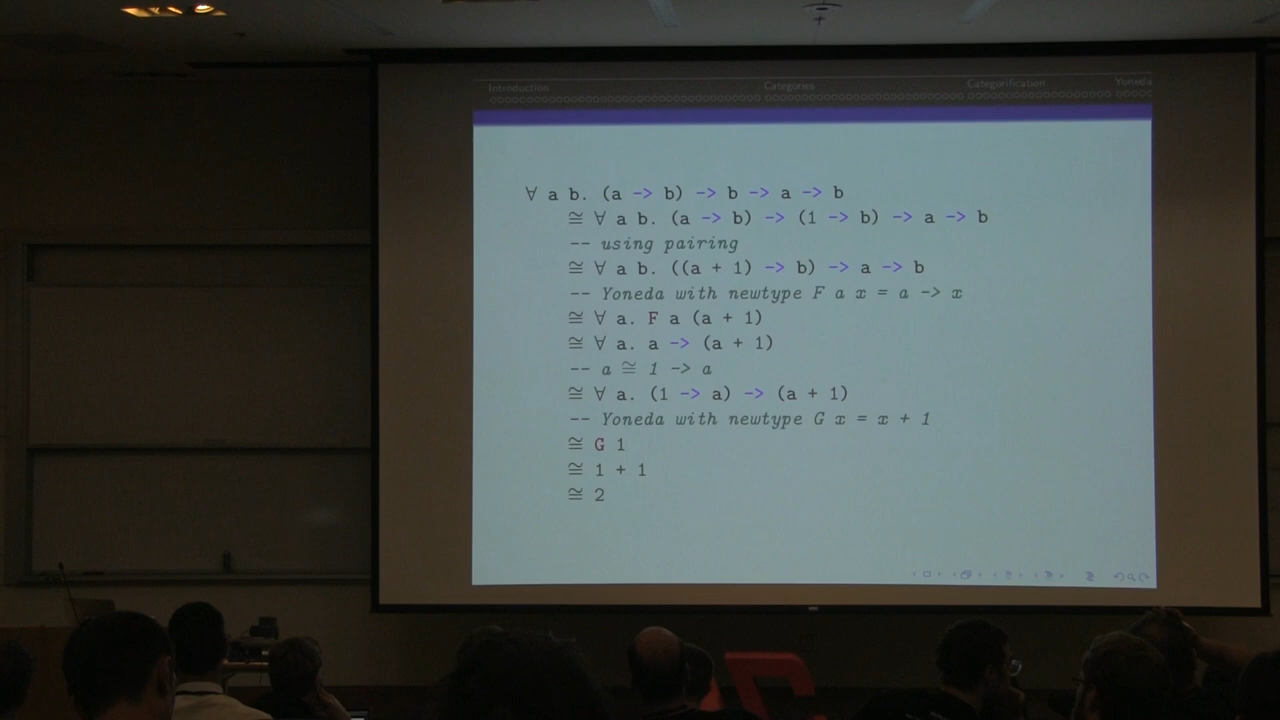 Introduction Categories Categorification Yoneda
∀ a b. (a -> b) -> b -> a -> b
≅ ∀ a b. (a -> b) -> (1 -> b) -> a -> b
-- using pairing
≅ ∀ a b. ((a + 1) -> b) -> a -> b
-- Yoneda with newtype F a x = a -> x
≅ ∀ a. F a (a + 1)
≅ ∀ a. a -> (a + 1)
-- a ≅ 1 -> a
≅ ∀ a. (1 -> a) -> (a + 1)
-- Yoneda with newtype G x = x + 1
≅ G 1
≅ 1 + 1
≅ 2